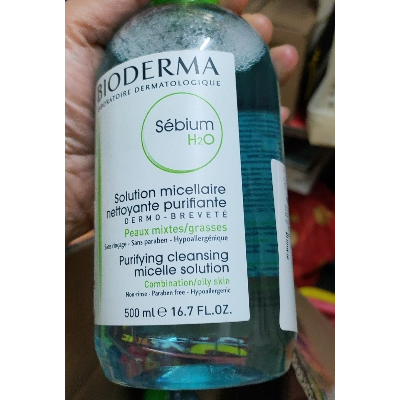 BIODERMA
LABORATOIRE DERMATOLOGIQUE
Sébium
H2O
Solution micellaire
nettoyante purifiante
DERMO-BREVETÉ
Peaux mixtes/grasses
Sans rinçage - Sans paraben - Hypoallergénique
Purifying cleansing
micelle solution
Combination/oily skin
Non-rinse - Paraben free - Hypoallergenic
500 ml ℮ 16.7 FL.OZ.